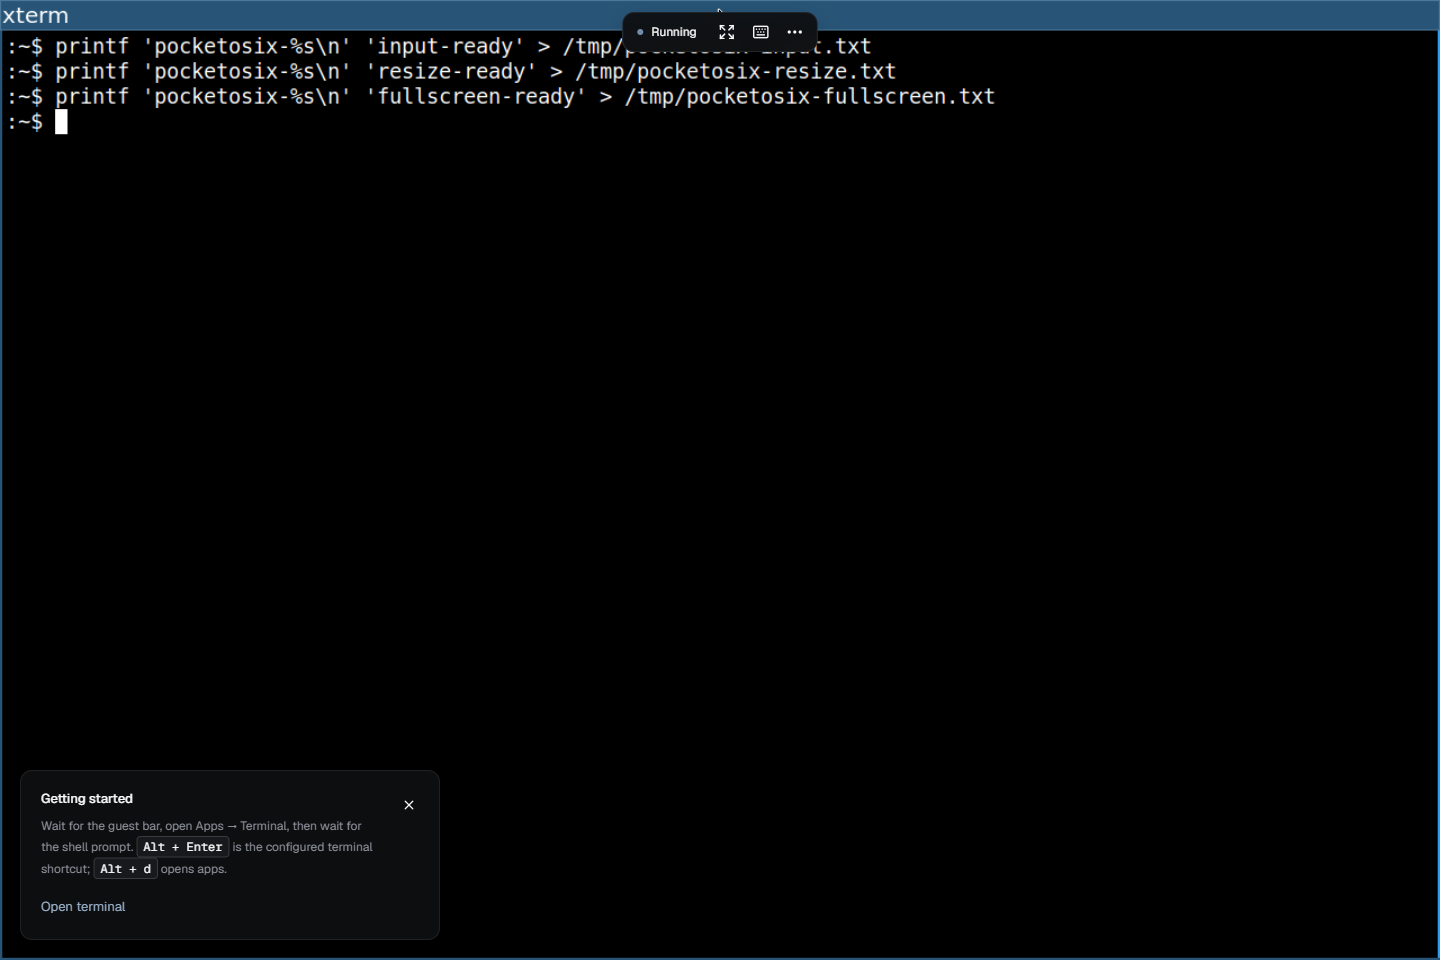 xterm
Running
:~$ printf 'pocketosix-%s\n' 'input-ready' > /tmp/pocketosix-input.txt
:~$ printf 'pocketosix-%s\n' 'resize-ready' > /tmp/pocketosix-resize.txt
:~$ printf 'pocketosix-%s\n' 'fullscreen-ready' > /tmp/pocketosix-fullscreen.txt
:~$
Getting started
Wait for the guest bar, open Apps → Terminal, then wait for
the shell prompt. Alt + Enter is the configured terminal
shortcut; Alt + d opens apps.
Open terminal